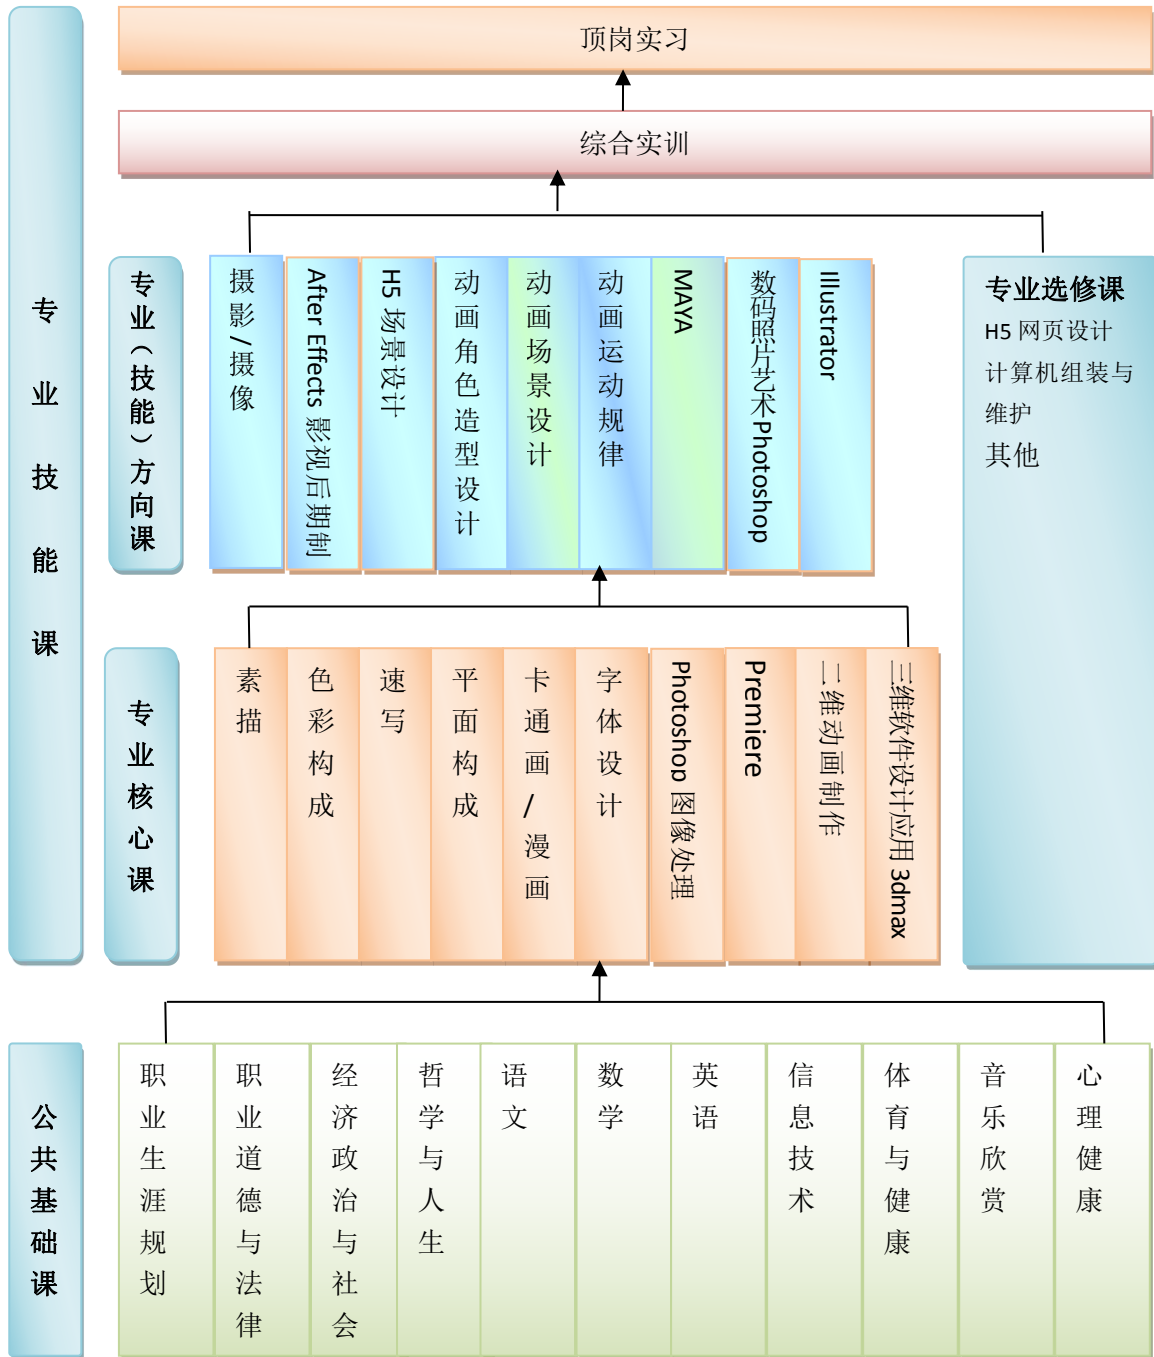 顶岗实习
综合实训
专业技能课
专业（技能）方向课
摄影/摄像
After Effects 影视后期制
H5 场景设计
动画角色造型设计
动画场景设计
动画运动规律
MAYA
数码照片艺术Photoshop
Illustrator
专业选修课
H5 网页设计
计算机组装与
维护
其他
专业核心课
素描
色彩构成
速写
平面构成
卡通画/漫画
字体设计
Photoshop 图像处理
Premiere
二维动画制作
三维软件设计应用 3dmax
公共基础课
职业生涯规划
职业道德与法律
经济政治与社会
哲学与人生
语文
数学
英语
信息技术
体育与健康
音乐欣赏
心理健康